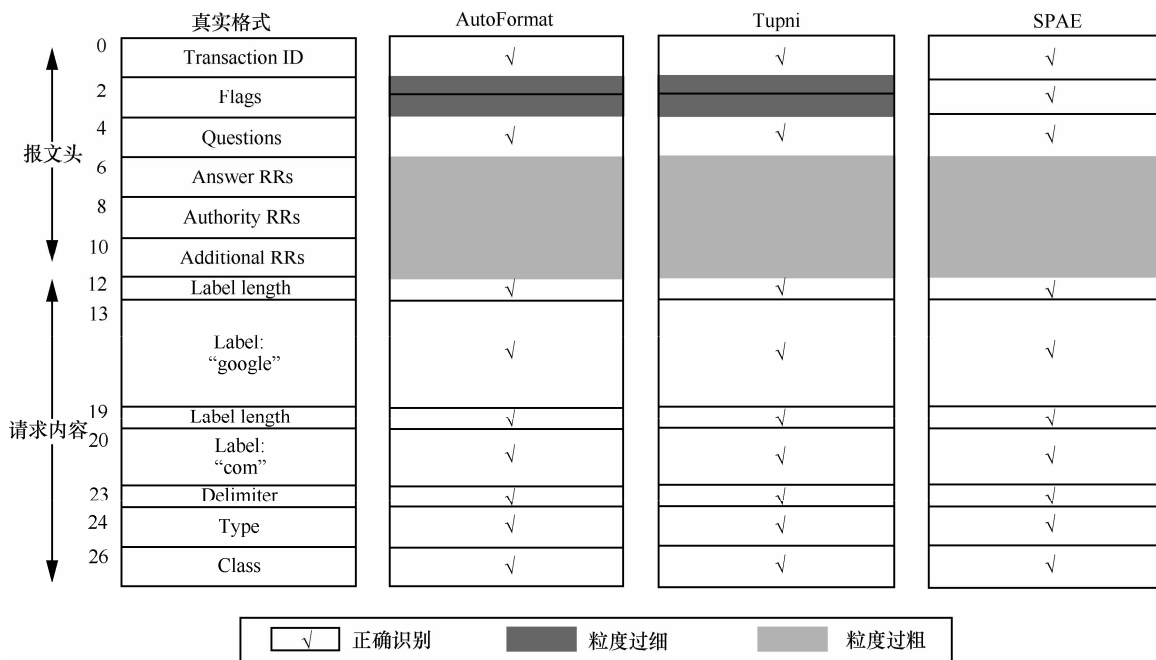 真实格式 AutoFormat Tupni SPAE
0 Transaction ID √ √ √
2 Flags √
4 Questions √ √ √
报文头
6 Answer RRs
8 Authority RRs
10 Additional RRs
12 Label length √ √ √
13 Label:
“google” √ √ √
19 Label length √ √ √
请求内容
20 Label:
“com” √ √ √
23 Delimiter √ √ √
24 Type √ √ √
26 Class √ √ √
√ 正确识别 粒度过细 粒度过粗